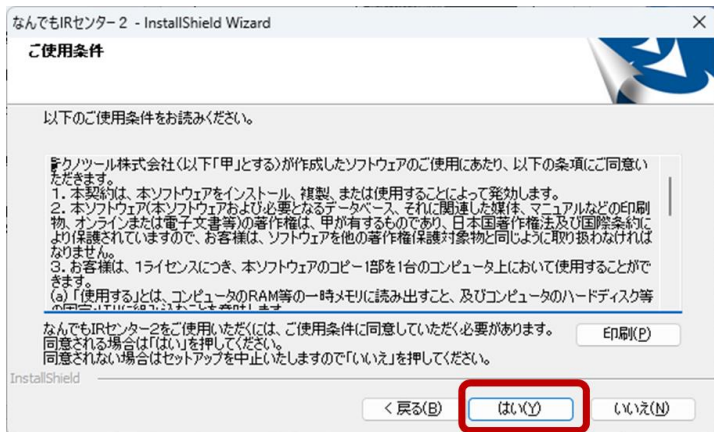 なんでもIRセンター２ - InstallShield Wizard
ご使用条件
以下のご使用条件をお読みください。
テクノツール株式会社（以下「甲」とする）が作成したソフトウェアのご使用にあたり、以下の条項にご同意い
ただきます。
1. 本契約は、本ソフトウェアをインストール、複製、または使用することによって発効します。
2. 本ソフトウェア（本ソフトウェアおよび必要となるデータベース、それに関連した媒体、マニュアルなどの印刷
物、オンラインまたは電子文書等）の著作権は、甲が有するものであり、日本国著作権法及び国際条約に
より保護されていますので、お客様は、ソフトウェアを他の著作権保護対象物と同じように取り扱わなければ
なりません。
3. お客様は、1ライセンスにつき、本ソフトウェアのコピー1部を1台のコンピュータ上において使用することがで
きます。
(a)「使用する」とは、コンピュータのRAM等の一時メモリに読み出すこと、及びコンピュータのハードディスク等
なんでもIRセンター2をご使用いただくには、ご使用条件に同意していただく必要があります。
同意される場合は「はい」を押してください。
同意されない場合はセットアップを中止いたしますので「いいえ」を押してください。
印刷(P)
InstallShield
< 戻る(B)
はい(Y)
いいえ(N)